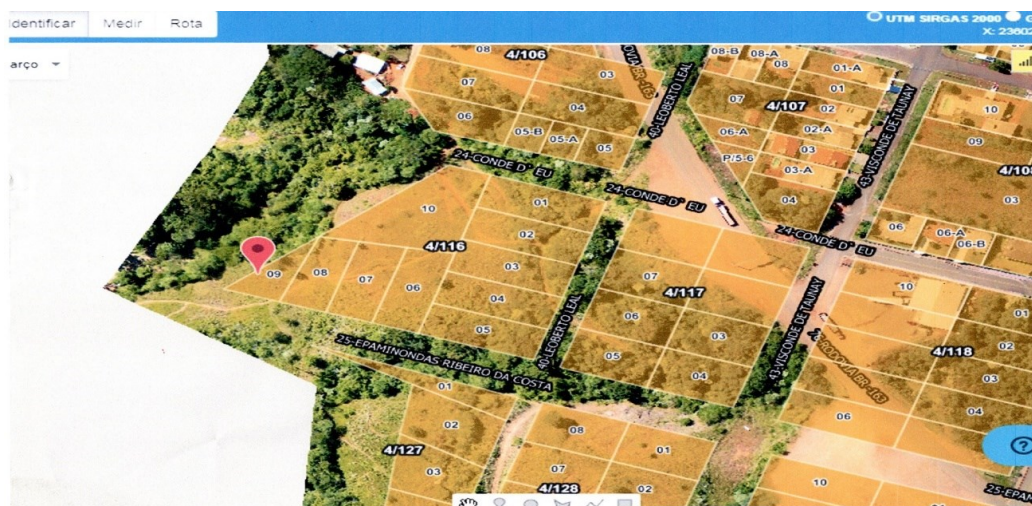 Identificar Medir Rota
UTM SIRGAS 2000
X: 23602
arço
4/106
08
03
07
04
06
05-B
05-A
05
40-LEOBERTO LEAL
08-B
08-A
08
01-A
01
07
4/107
02
02-A
06-A
03
P/5-6
03-A
04
43-VISCONDE DE TAUNAY
10
09
4/108
03
06
06-A
06-B
24-CONDE D' EU
24-CONDE D' EU
24-CONDE D' EU
10
01
02
4/116
03
09
08
07
06
04
05
40-LEOBERTO LEAL
07
4/117
06
03
05
04
43-VISCONDE DE TAUNAY
10
01
02
4/118
03
04
06
25-EPAMINONDAS RIBEIRO DA COSTA
01
02
4/127
03
08
01
07
4/128
02
10
25-EPAM